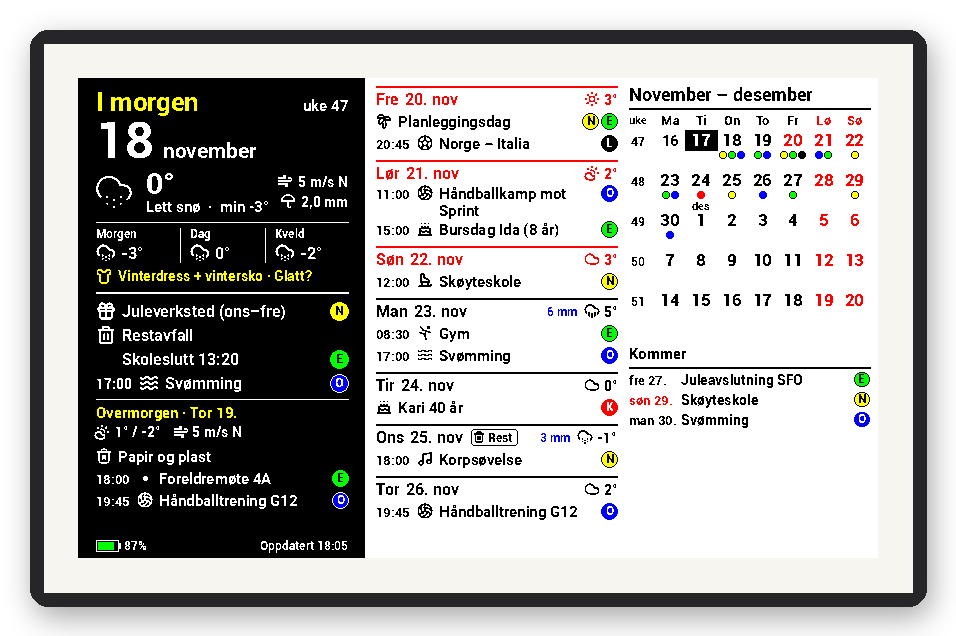 I morgen
uke 47
18 november
0°
5 m/s N
Lett snø · min -3°
2,0 mm
Morgen
-3°
Dag
0°
Kveld
-2°
Vinterdress + vintersko · Glatt?
Juleverksted (ons–fre) N
Restavfall
Skoleslutt 13:20 E
17:00 Svømming O
Overmorgen · Tor 19.
1° / -2° 5 m/s N
Papir og plast
18:00 • Foreldremøte 4A E
19:45 Håndballtrening G12 O
87%
Oppdatert 18:05
Fre 20. nov 3°
Planleggingsdag N E
20:45 Norge – Italia L
Lør 21. nov 2°
11:00 Håndballkamp mot O
Sprint
15:00 Bursdag Ida (8 år) E
Søn 22. nov 3°
12:00 Skøyteskole N
Man 23. nov 6 mm 5°
08:30 Gym E
17:00 Svømming O
Tir 24. nov 0°
Kari 40 år K
Ons 25. nov Rest 3 mm -1°
18:00 Korpsøvelse N
Tor 26. nov 2°
19:45 Håndballtrening G12 O
November – desember
uke Ma Ti On To Fr Lø Sø
47 16 17 18 19 20 21 22
48 23 24 25 26 27 28 29
des
49 30 1 2 3 4 5 6
50 7 8 9 10 11 12 13
51 14 15 16 17 18 19 20
Kommer
fre 27. Juleavslutning SFO E
søn 29. Skøyteskole N
man 30. Svømming O